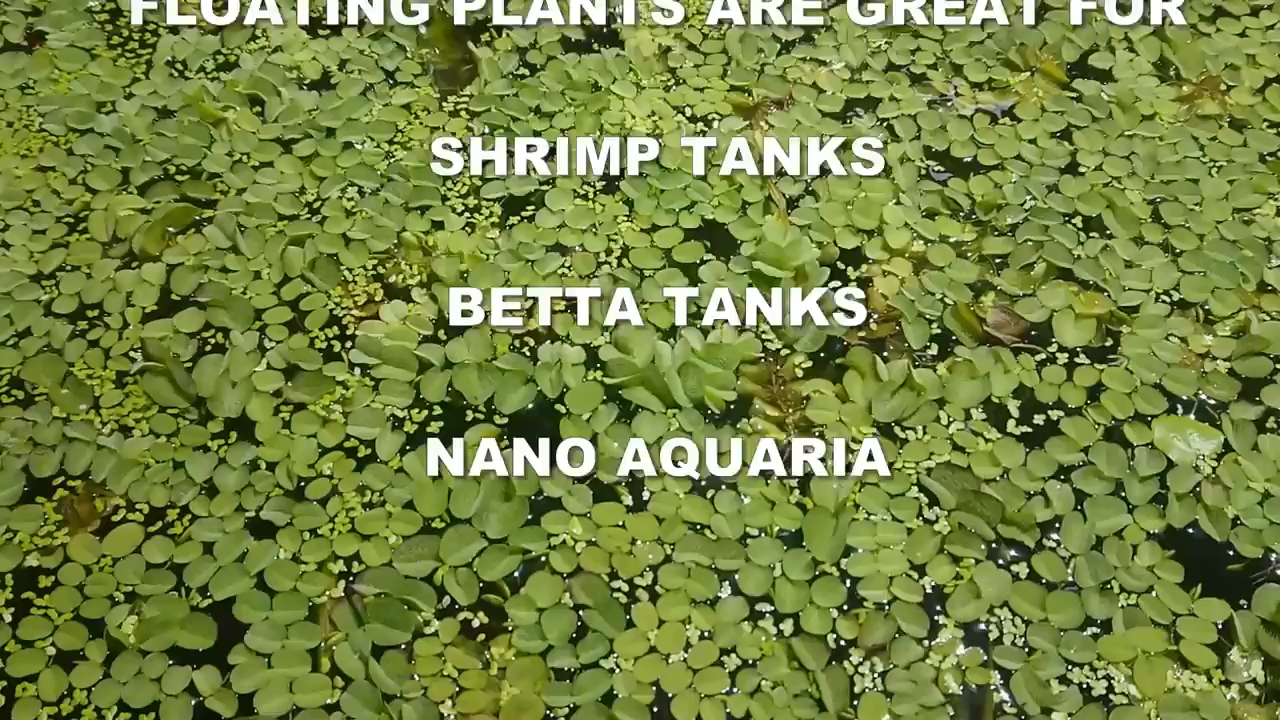 FLOATING PLANTS ARE GREAT FOR
SHRIMP TANKS
BETTA TANKS
NANO AQUARIA